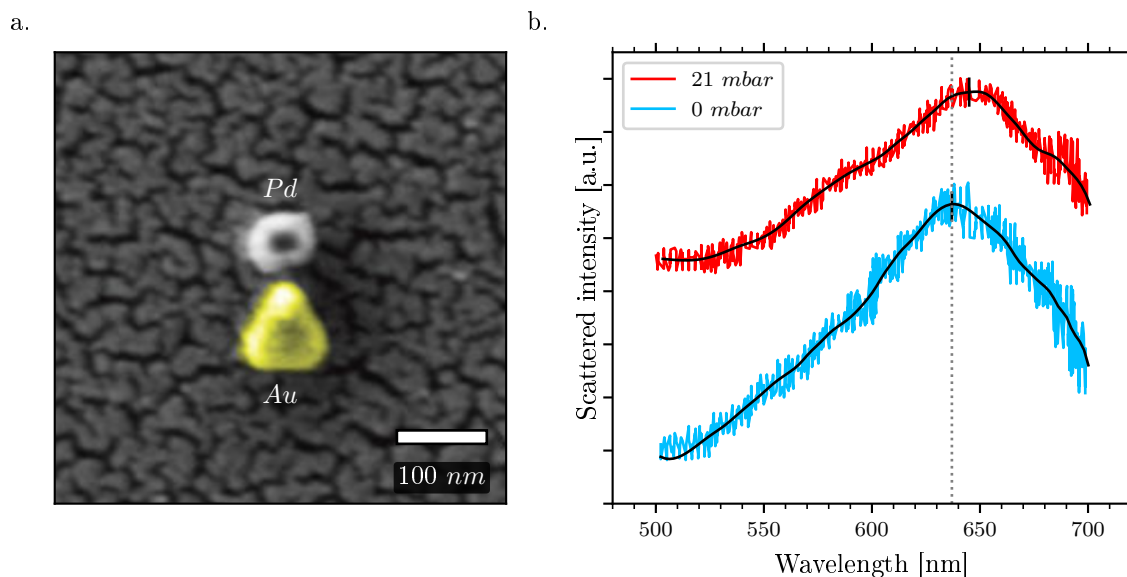 a.
Pd
Au
100 nm
b.
21 mbar
0 mbar
Scattered intensity [a.u.]
500 550 600 650 700
Wavelength [nm]